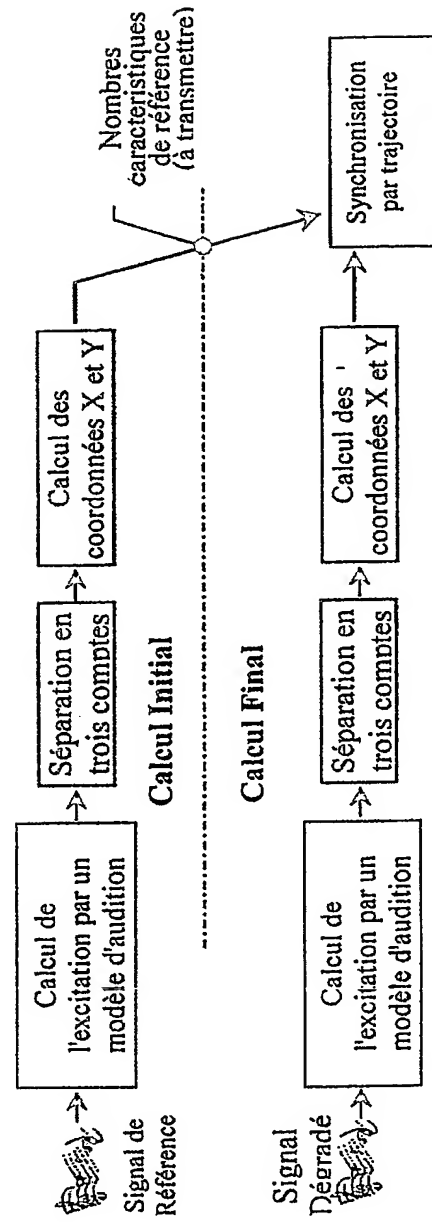 Signal de
Référence
Calcul de
l'excitation par un
modèle d'audition
Séparation en
trois comptes
Calcul des
coordonnées X et Y
Nombres
caractéristiques
de référence
(à transmettre)
Calcul Initial
Calcul Final
Signal
Dégradé
Calcul de
l'excitation par un
modèle d'audition
Séparation en
trois comptes
Calcul des
coordonnées X et Y
Synchronisation
par trajectoire